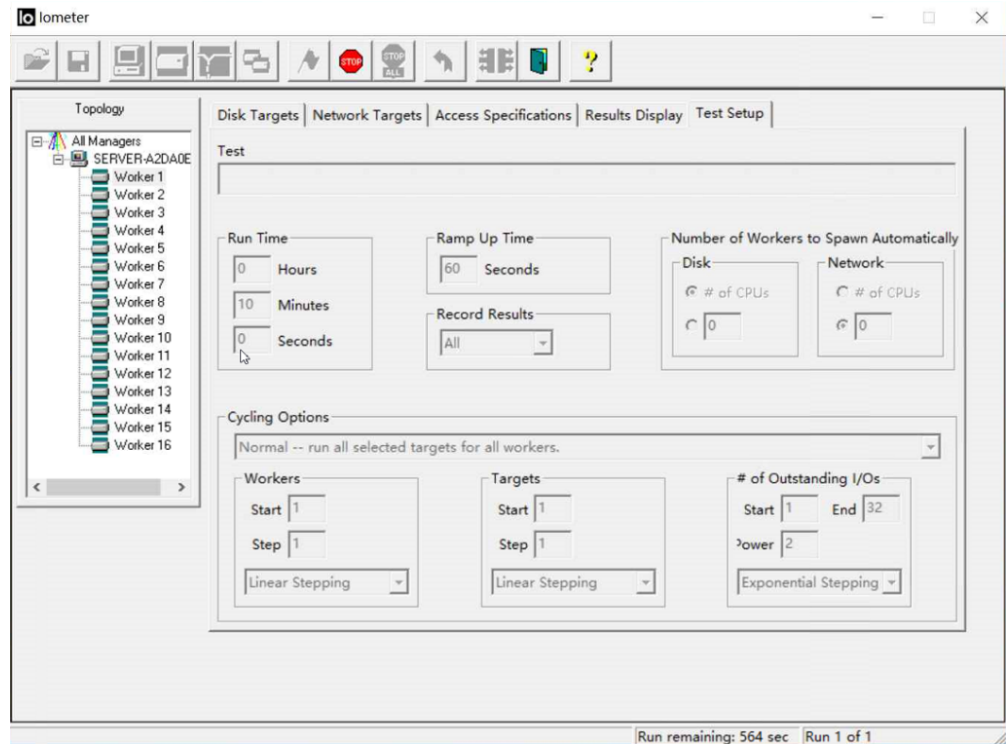 Iometer
STOP
STOP ALL
Topology
All Managers
SERVER-A2DA0E
Worker 1
Worker 2
Worker 3
Worker 4
Worker 5
Worker 6
Worker 7
Worker 8
Worker 9
Worker 10
Worker 11
Worker 12
Worker 13
Worker 14
Worker 15
Worker 16
Disk Targets Network Targets Access Specifications Results Display Test Setup
Test
Run Time
0 Hours
10 Minutes
0 Seconds
Ramp Up Time
60 Seconds
Record Results
All
Number of Workers to Spawn Automatically
Disk
# of CPUs
0
Network
# of CPUs
0
Cycling Options
Normal -- run all selected targets for all workers.
Workers
Start 1
Step 1
Linear Stepping
Targets
Start 1
Step 1
Linear Stepping
# of Outstanding I/Os
Start 1 End 32
Power 2
Exponential Stepping
Run remaining: 564 sec Run 1 of 1